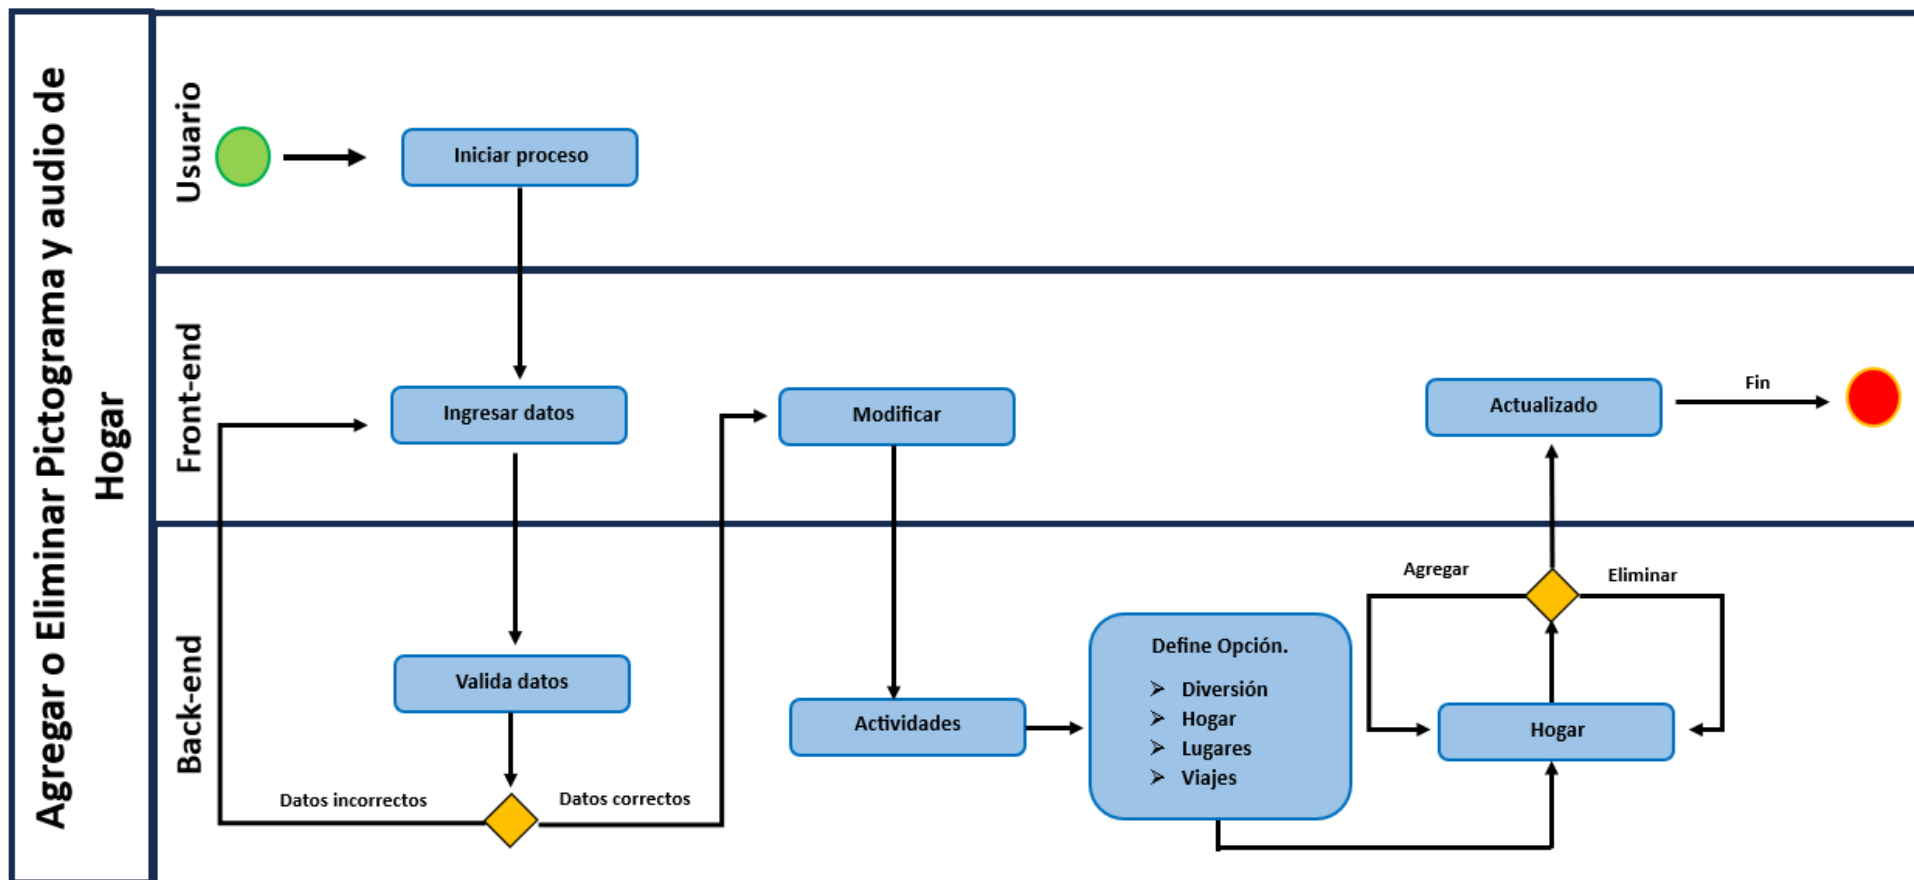 Agregar o Eliminar Pictograma y audio de
Hogar
Usuario
Iniciar proceso
Front-end
Ingresar datos
Modificar
Actualizado
Fin
Back-end
Valida datos
Datos incorrectos
Datos correctos
Actividades
Define Opción.
➢ Diversión
➢ Hogar
➢ Lugares
➢ Viajes
Agregar
Eliminar
Hogar